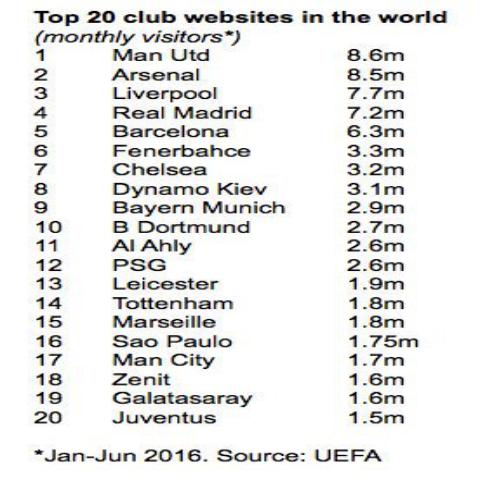 Top 20 club websites in the world
(monthly visitors*)
1 Man Utd 8.6m
2 Arsenal 8.5m
3 Liverpool 7.7m
4 Real Madrid 7.2m
5 Barcelona 6.3m
6 Fenerbahce 3.3m
7 Chelsea 3.2m
8 Dynamo Kiev 3.1m
9 Bayern Munich 2.9m
10 B Dortmund 2.7m
11 Al Ahly 2.6m
12 PSG 2.6m
13 Leicester 1.9m
14 Tottenham 1.8m
15 Marseille 1.8m
16 Sao Paulo 1.75m
17 Man City 1.7m
18 Zenit 1.6m
19 Galatasaray 1.6m
20 Juventus 1.5m
*Jan-Jun 2016. Source: UEFA